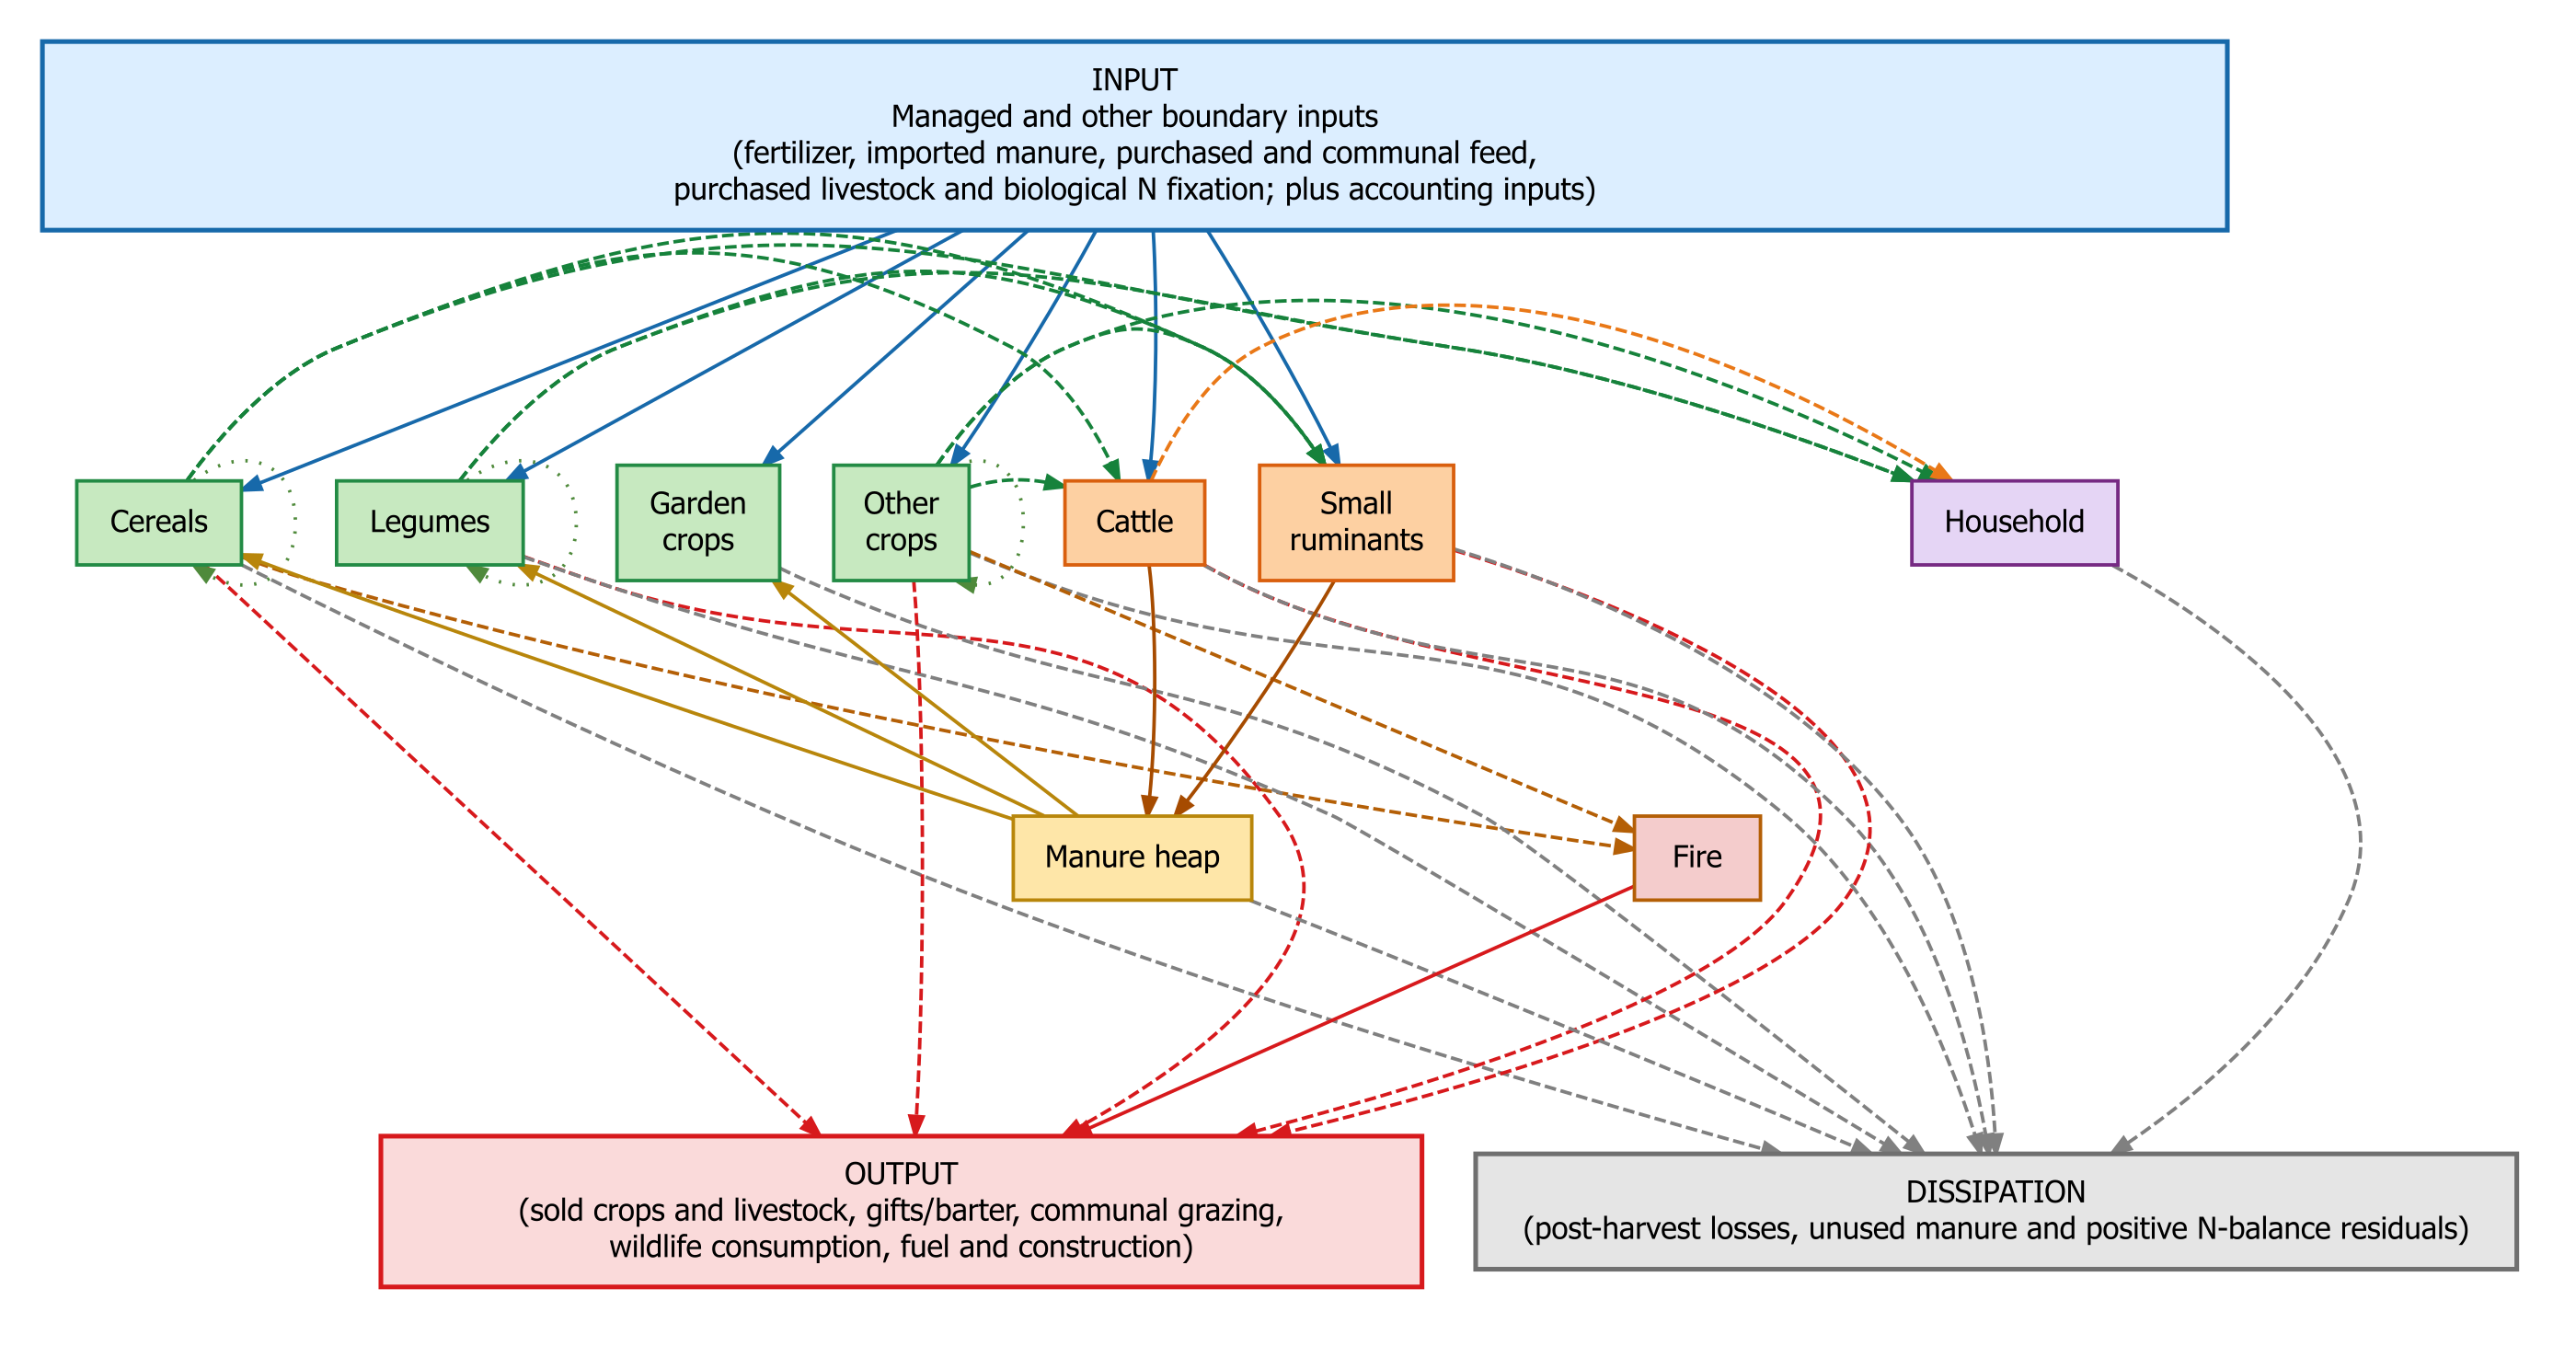 INPUT
Managed and other boundary inputs
(fertilizer, imported manure, purchased and communal feed,
purchased livestock and biological N fixation; plus accounting inputs)
Cereals
Legumes
Garden
crops
Other
crops
Cattle
Small
ruminants
Household
Manure heap
Fire
OUTPUT
(sold crops and livestock, gifts/barter, communal grazing,
wildlife consumption, fuel and construction)
DISSIPATION
(post-harvest losses, unused manure and positive N-balance residuals)